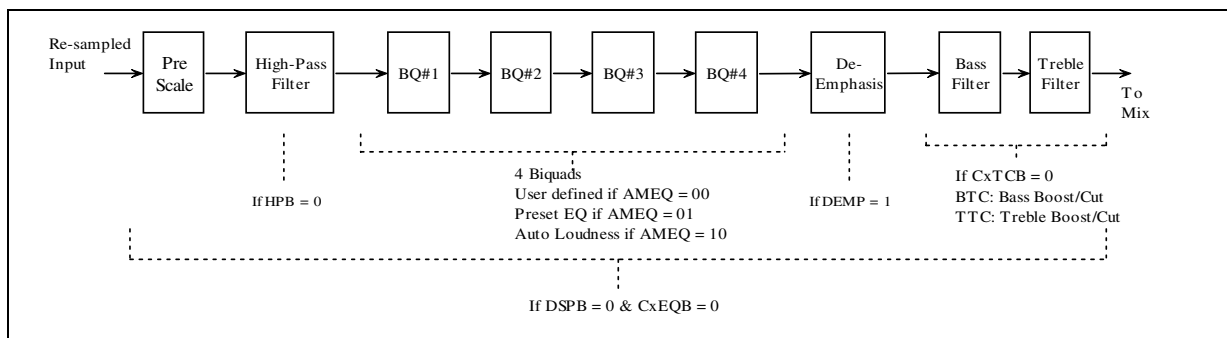 Re-sampled
Input
Pre
Scale
High-Pass
Filter
BQ#1
BQ#2
BQ#3
BQ#4
De-
Emphasis
Bass
Filter
Treble
Filter
To
Mix
If HPB = 0
4 Biquads
User defined if AMEQ = 00
Preset EQ if AMEQ = 01
Auto Loudness if AMEQ = 10
If DEMP = 1
If CxTCB = 0
BTC: Bass Boost/Cut
TTC: Treble Boost/Cut
If DSPB = 0 & CxEQB = 0